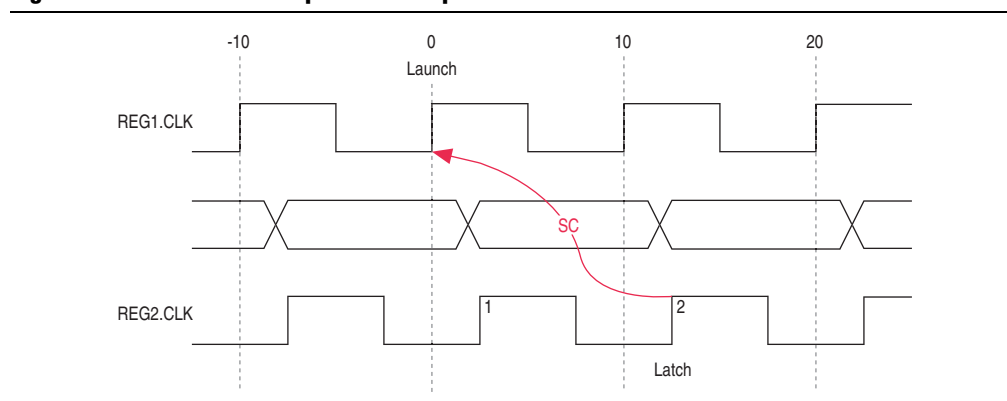 -10 0 10 20
Launch
REG1.CLK
SC
REG2.CLK 1 2
Latch